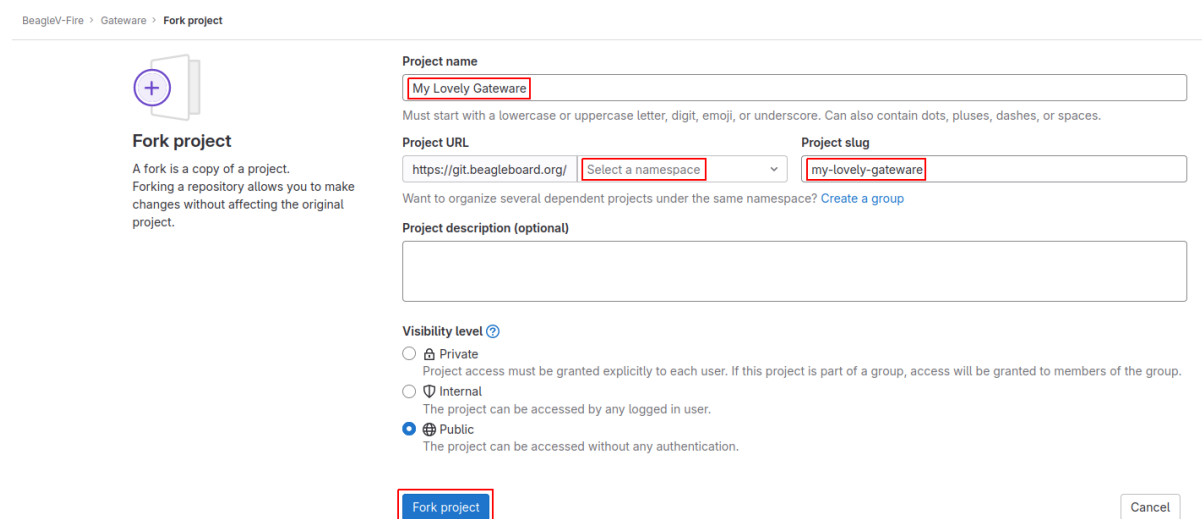 BeagleV-Fire > Gateware > Fork project
Fork project
A fork is a copy of a project.
Forking a repository allows you to make
changes without affecting the original
project.
Project name
My Lovely Gateware
Must start with a lowercase or uppercase letter, digit, emoji, or underscore. Can also contain dots, pluses, dashes, or spaces.
Project URL
https://git.beagleboard.org/
Select a namespace
Project slug
my-lovely-gateware
Want to organize several dependent projects under the same namespace? Create a group
Project description (optional)
Visibility level ?
Private
Project access must be granted explicitly to each user. If this project is part of a group, access will be granted to members of the group.
Internal
The project can be accessed by any logged in user.
Public
The project can be accessed without any authentication.
Fork project
Cancel